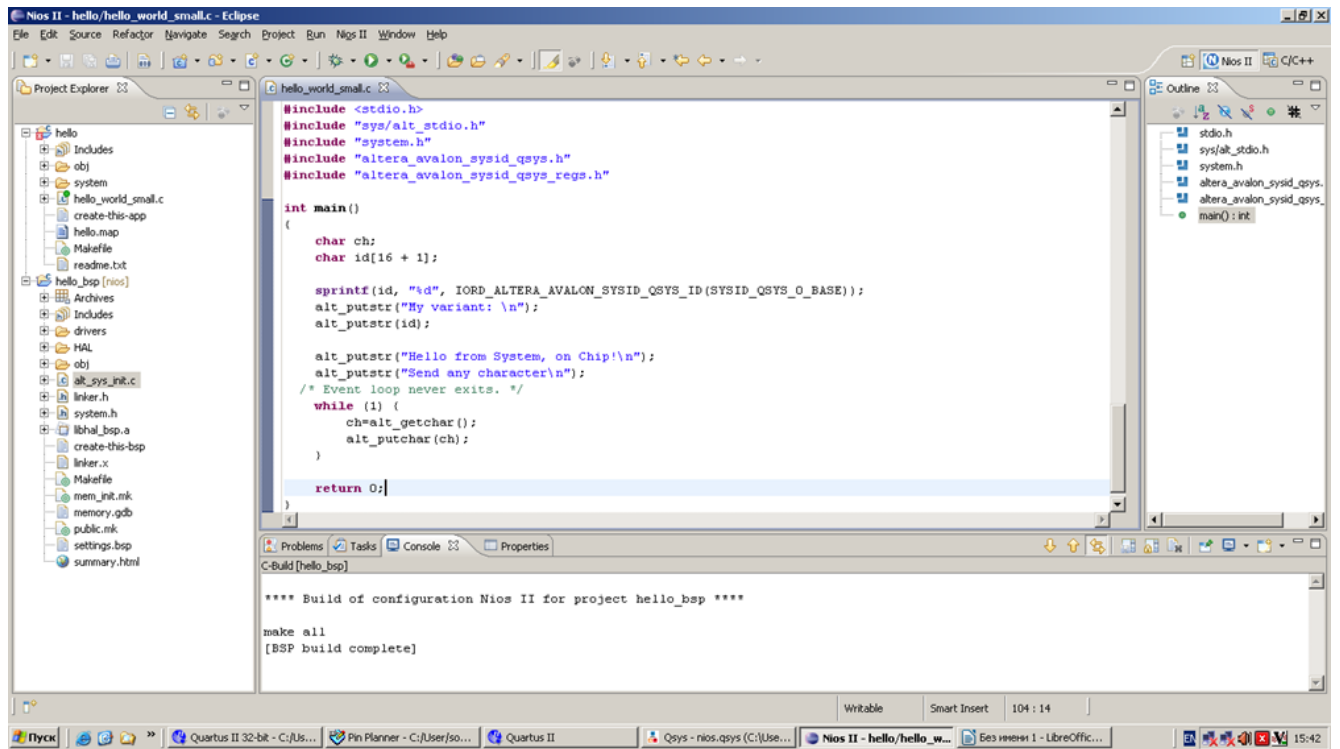 Nios II - hello/hello_world_small.c - Eclipse
File Edit Source Refactor Navigate Search Project Run Nios II Window Help
Nios II C/C++
Project Explorer
hello
Includes
obj
system
hello_world_small.c
create-this-app
hello.map
Makefile
readme.txt
hello_bsp [nios]
Archives
Includes
drivers
HAL
obj
alt_sys_init.c
linker.h
system.h
libhal_bsp.a
create-this-bsp
linker.x
Makefile
mem_init.mk
memory.gdb
public.mk
settings.bsp
summary.html
hello_world_small.c
#include <stdio.h>
#include "sys/alt_stdio.h"
#include "system.h"
#include "altera_avalon_sysid_qsys.h"
#include "altera_avalon_sysid_qsys_regs.h"
int main()
{
char ch;
char id[16 + 1];
sprintf(id, "%d", IORD_ALTERA_AVALON_SYSID_QSYS_ID(SYSID_QSYS_0_BASE));
alt_putstr("My variant: \n");
alt_putstr(id);
alt_putstr("Hello from System, on Chip!\n");
alt_putstr("Send any character\n");
/* Event loop never exits. */
while (1) {
ch=alt_getchar();
alt_putchar(ch);
}
return 0;
}
Outline
stdio.h
sys/alt_stdio.h
system.h
altera_avalon_sysid_qsys.
altera_avalon_sysid_qsys_
main() : int
Problems Tasks Console Properties
C-Build [hello_bsp]
**** Build of configuration Nios II for project hello_bsp ****
make all
[BSP build complete]
Writable Smart Insert 104 : 14
Пуск » Quartus II 32-bit - C:/Us... Pin Planner - C:/User/so... Quartus II Qsys - nios.qsys (C:\Use... Nios II - hello/hello_w... Без имени 1 - LibreOffic... EN 15:42